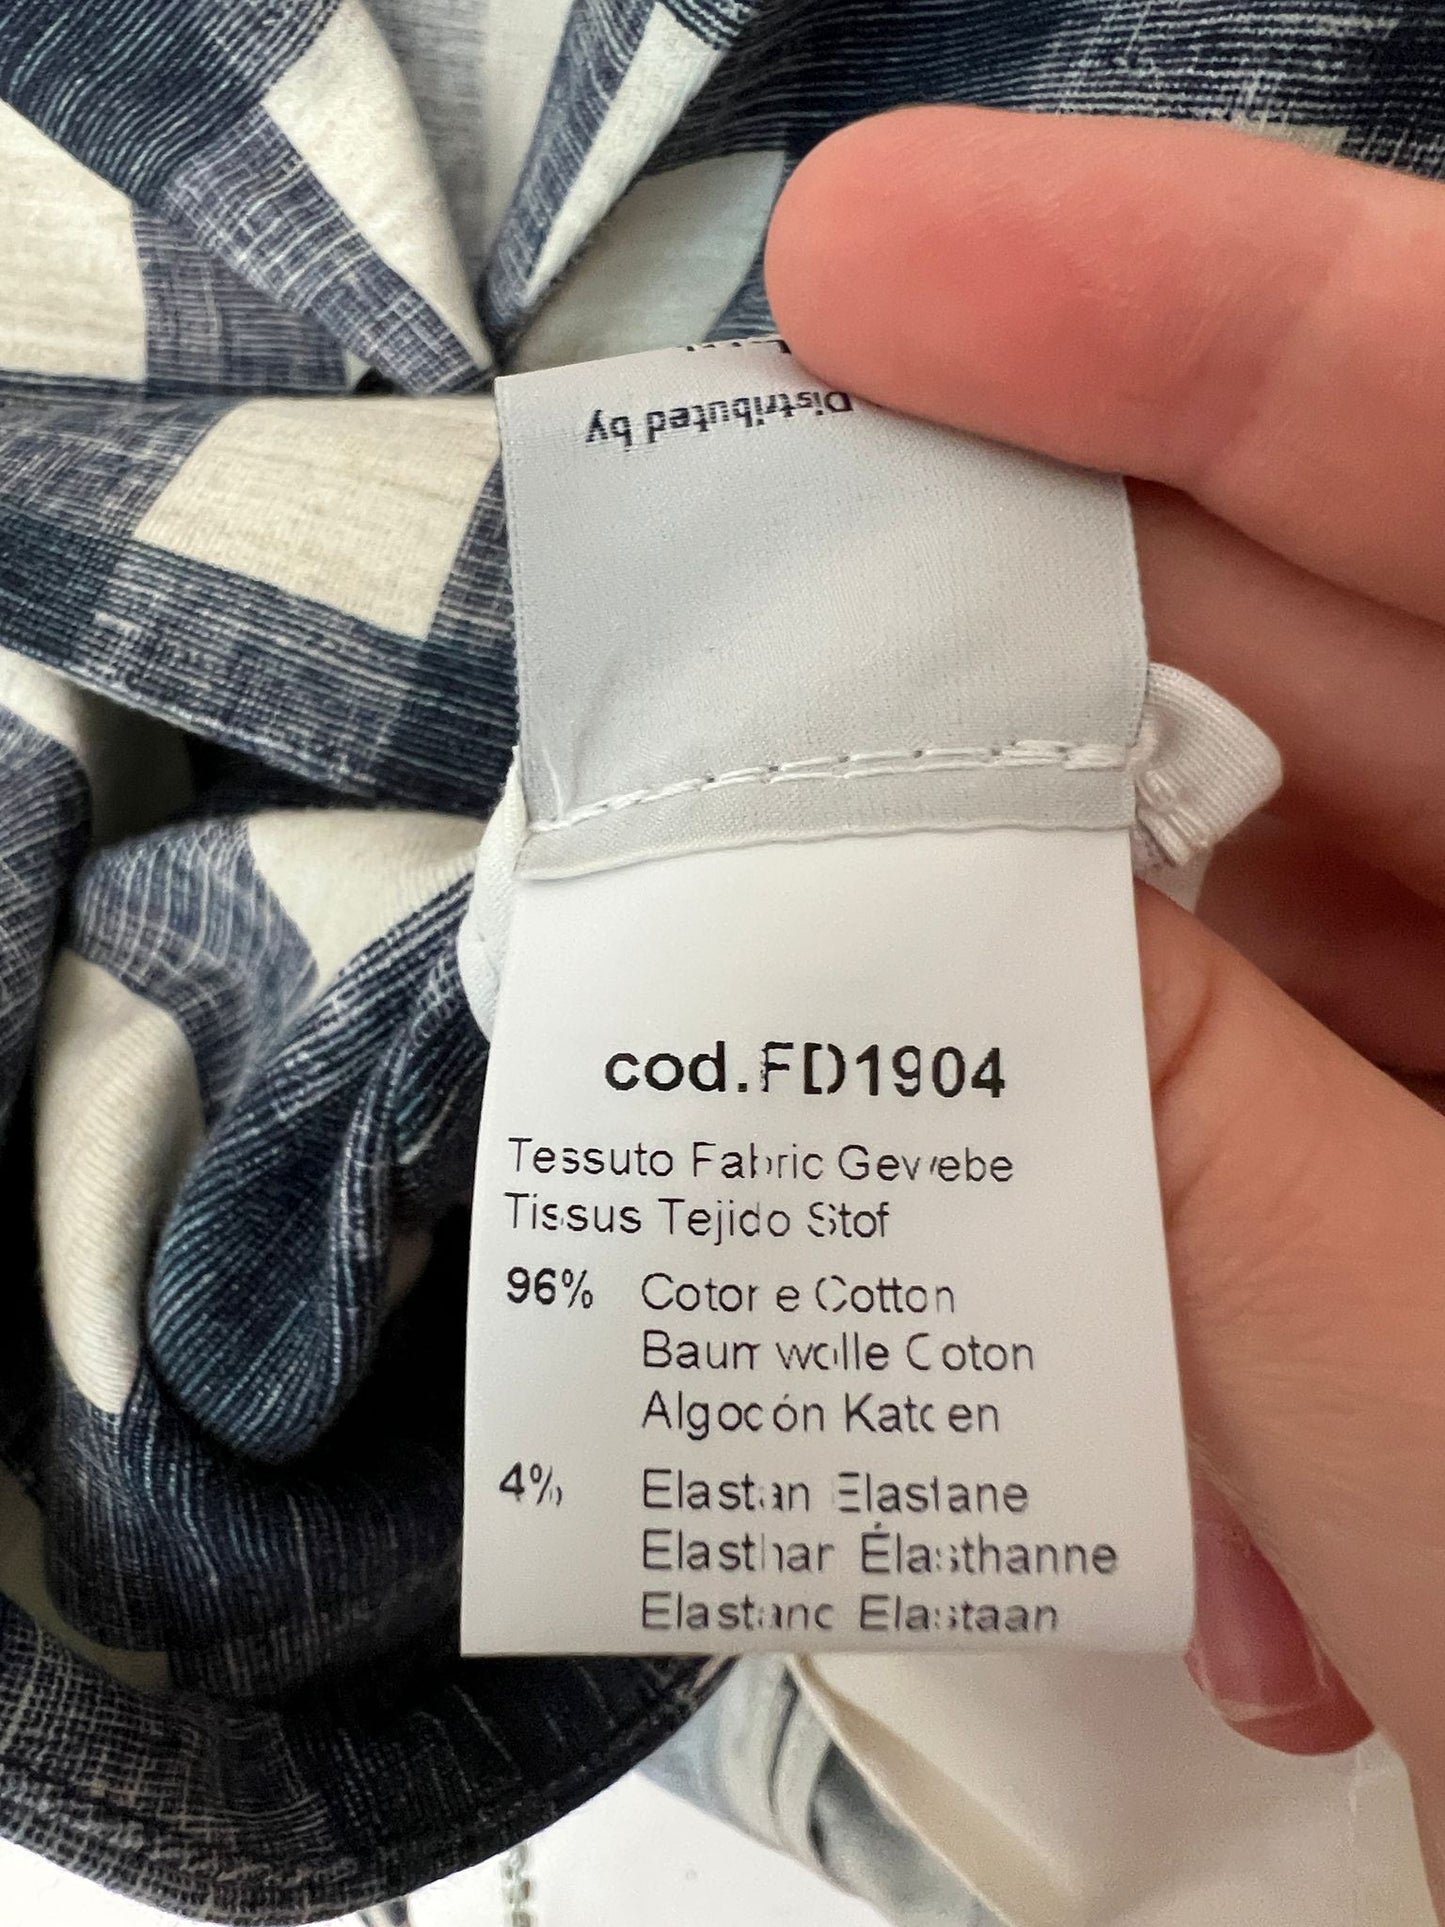 Distributed by
cod.FD1904
Tessuto Fabric Gewebe
Tissus Tejido Stof
96% Cotone Cotton
Baumwolle Coton
Algocón Katoen
4% Elastan Elastane
Elasthan Élasthanne
Elastano Elastaan